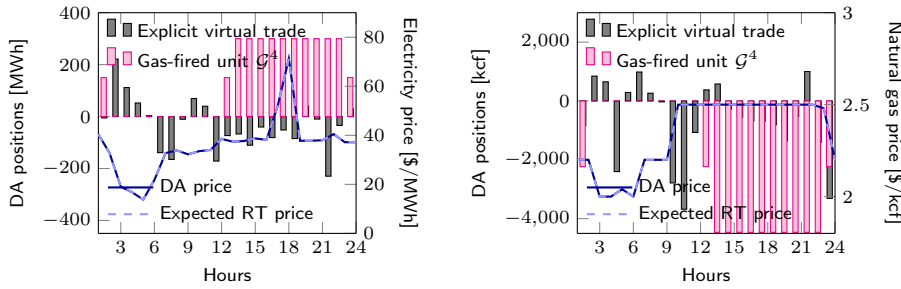 400
200
0
−200
−400
DA positions [MWh]
Explicit virtual trade
Gas-fired unit 𝒢⁴
DA price
Expected RT price
80
60
40
20
0
Electricity price [$/MWh]
3 6 9 12 15 18 21 24
Hours
2,000
0
−2,000
−4,000
DA positions [kcf]
Explicit virtual trade
Gas-fired unit 𝒢⁴
DA price
Expected RT price
3
2.5
2
Natural gas price [$/kcf]
3 6 9 12 15 18 21 24
Hours